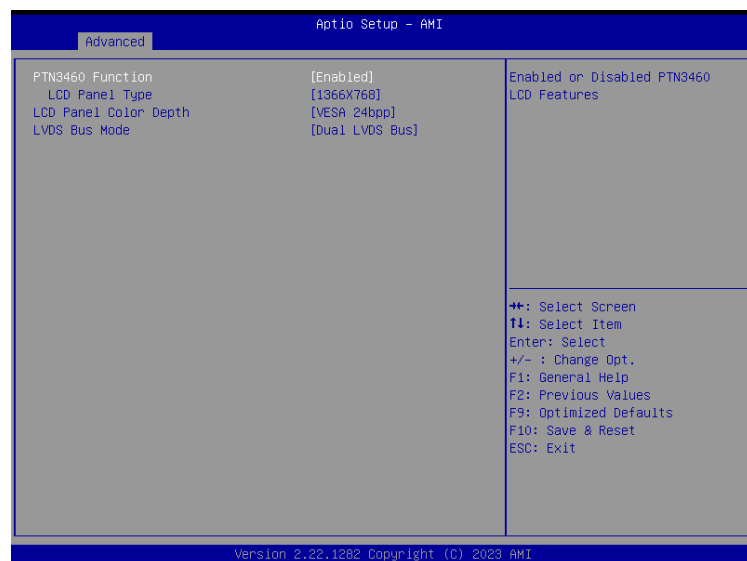 Aptio Setup – AMI
Advanced
PTN3460 Function [Enabled]
LCD Panel Type [1366X768]
LCD Panel Color Depth [VESA 24bpp]
LVDS Bus Mode [Dual LVDS Bus]
Enabled or Disabled PTN3460
LCD Features
→←: Select Screen
↑↓: Select Item
Enter: Select
+/– : Change Opt.
F1: General Help
F2: Previous Values
F9: Optimized Defaults
F10: Save & Reset
ESC: Exit
Version 2.22.1282 Copyright (C) 2023 AMI